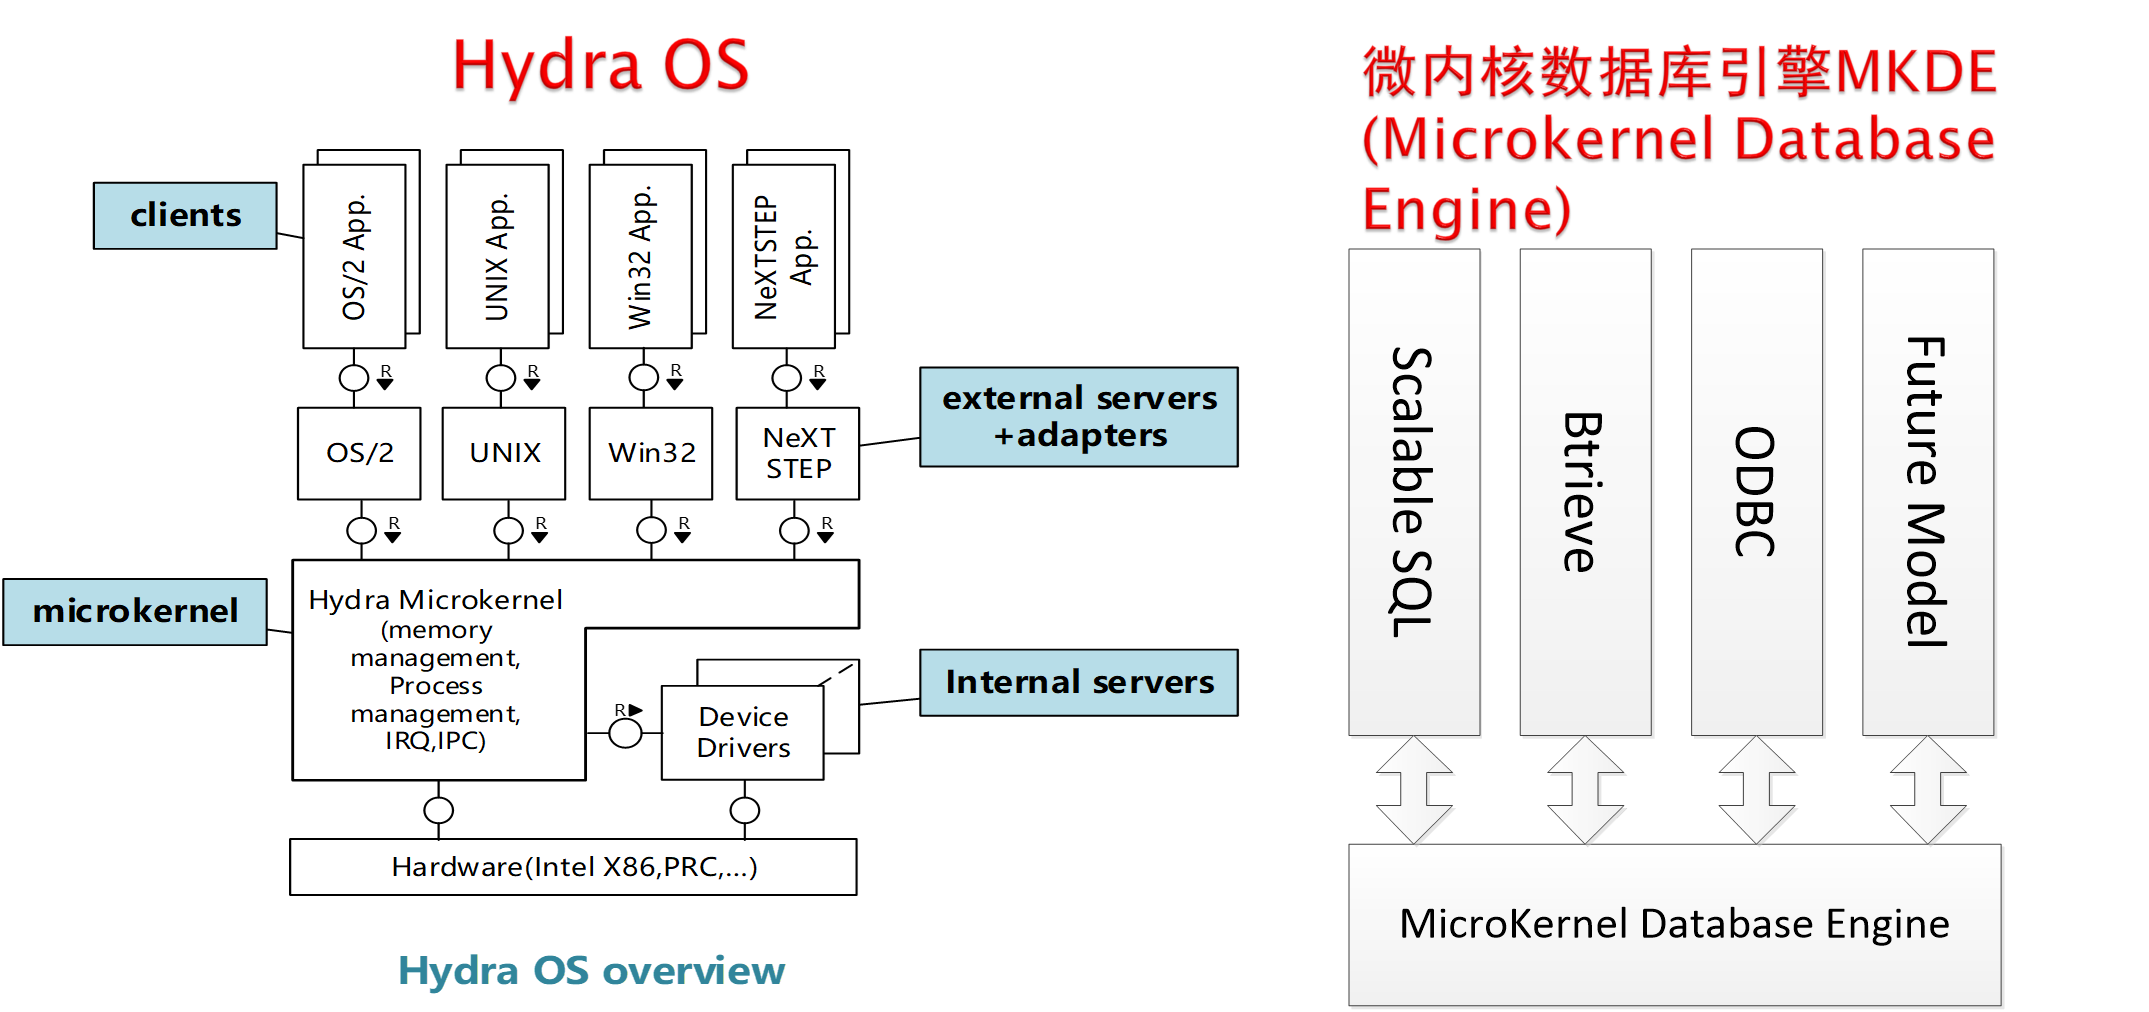 Hydra OS
clients
OS/2 App.
UNIX App.
Win32 App.
NeXTSTEP
App.
R
R
R
R
OS/2
UNIX
Win32
NeXT
STEP
external servers
+adapters
R
R
R
R
microkernel
Hydra Microkernel
(memory
management,
Process
management,
IRQ,IPC)
R
Device
Drivers
Internal servers
Hardware(Intel X86,PRC,...)
Hydra OS overview
微内核数据库引擎MKDE
(Microkernel Database
Engine)
Scalable SQL
Btrieve
ODBC
Future Model
MicroKernel Database Engine